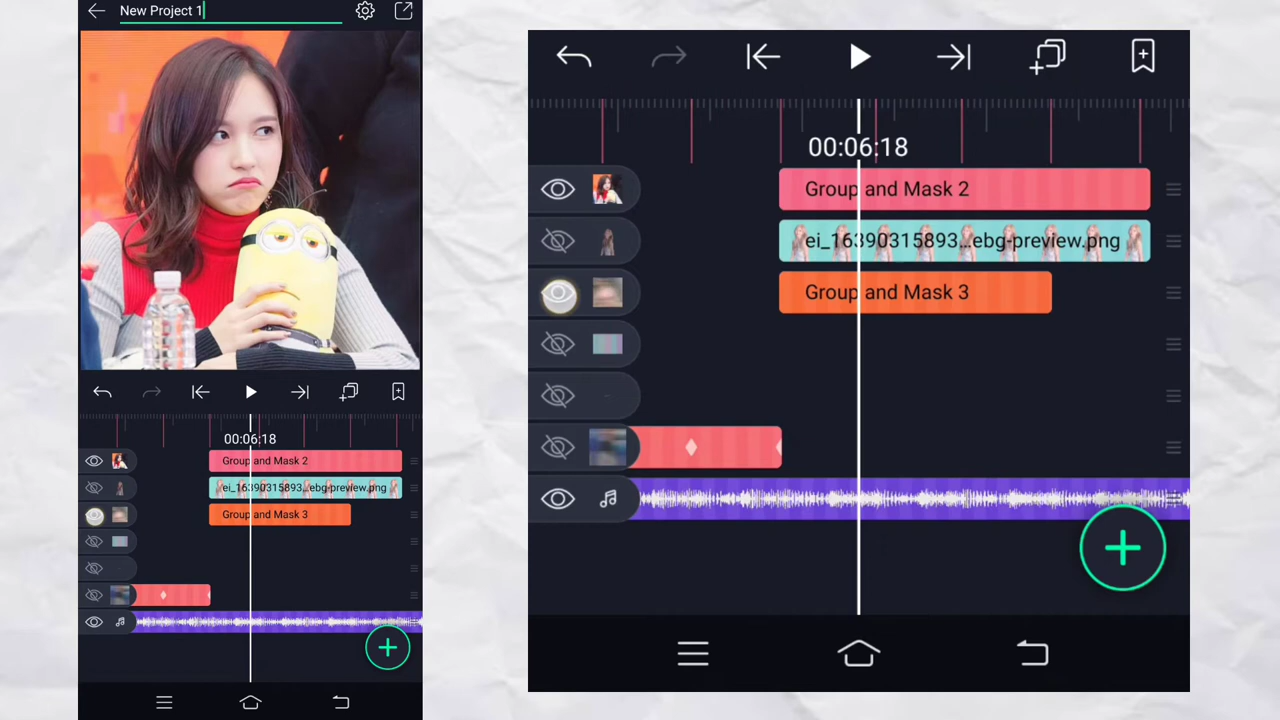 New Project 1
00:06:18
Group and Mask 2
ei_16390315893...ebg-preview.png
Group and Mask 3
00:06:18
Group and Mask 2
ei_16390315893...ebg-preview.png
Group and Mask 3